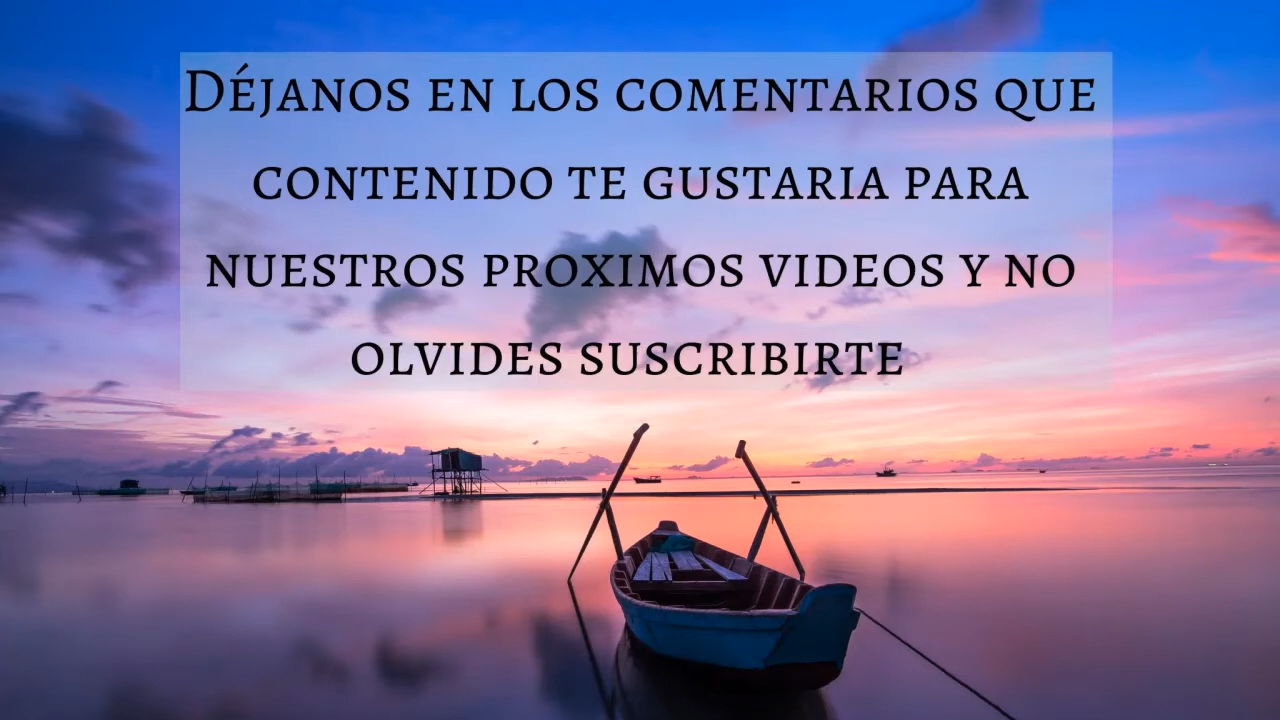 Déjanos en los comentarios que
contenido te gustaria para
nuestros proximos videos y no
olvides suscribirte